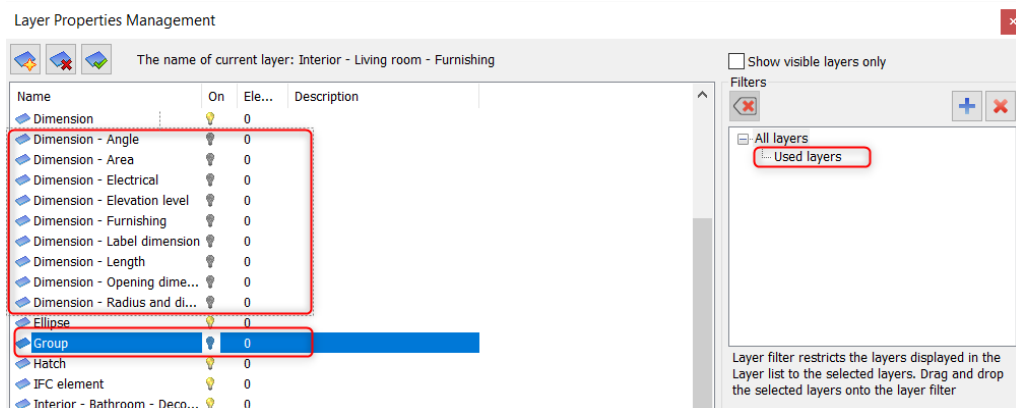 Layer Properties Management
The name of current layer: Interior - Living room - Furnishing
Name On Ele... Description
Dimension 0
Dimension - Angle 0
Dimension - Area 0
Dimension - Electrical 0
Dimension - Elevation level 0
Dimension - Furnishing 0
Dimension - Label dimension 0
Dimension - Length 0
Dimension - Opening dime... 0
Dimension - Radius and di... 0
Ellipse 0
Group 0
Hatch 0
IFC element 0
Interior - Bathroom - Deco... 0
Show visible layers only
Filters
All layers
Used layers
Layer filter restricts the layers displayed in the
Layer list to the selected layers. Drag and drop
the selected layers onto the layer filter